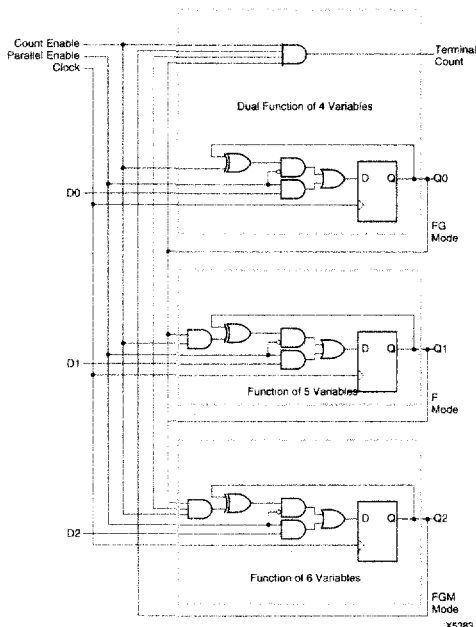 Count Enable
Parallel Enable
Clock
Terminal
Count
Dual Function of 4 Variables
D0
D Q
Q0
FG
Mode
D1
D Q
Q1
Function of 5 Variables
F
Mode
D2
D Q
Q2
Function of 6 Variables
FGM
Mode
X5383